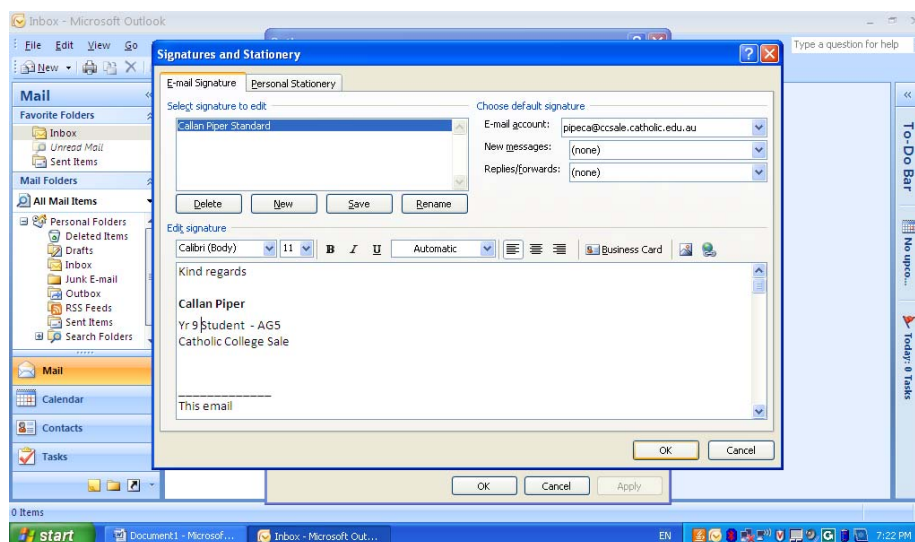 Inbox - Microsoft Outlook
File Edit View Go
Type a question for help
New
Mail
Favorite Folders
Inbox
Unread Mail
Sent Items
Mail Folders
All Mail Items
Personal Folders
Deleted Items
Drafts
Inbox
Junk E-mail
Outbox
RSS Feeds
Sent Items
Search Folders
Mail
Calendar
Contacts
Tasks
0 Items
Signatures and Stationery
E-mail Signature Personal Stationery
Select signature to edit
Callan Piper Standard
Delete New Save Rename
Choose default signature
E-mail account: pipeca@ccsale.catholic.edu.au
New messages: (none)
Replies/forwards: (none)
Edit signature
Calibri (Body) 11 B I U Automatic Business Card
Kind regards
Callan Piper
Yr 9 Student - AG5
Catholic College Sale
_______________
This email
OK Cancel
OK Cancel Apply
To-Do Bar
No upco...
Today: 0 Tasks
start Document1 - Microsof... Inbox - Microsoft Out... EN 7:22 PM